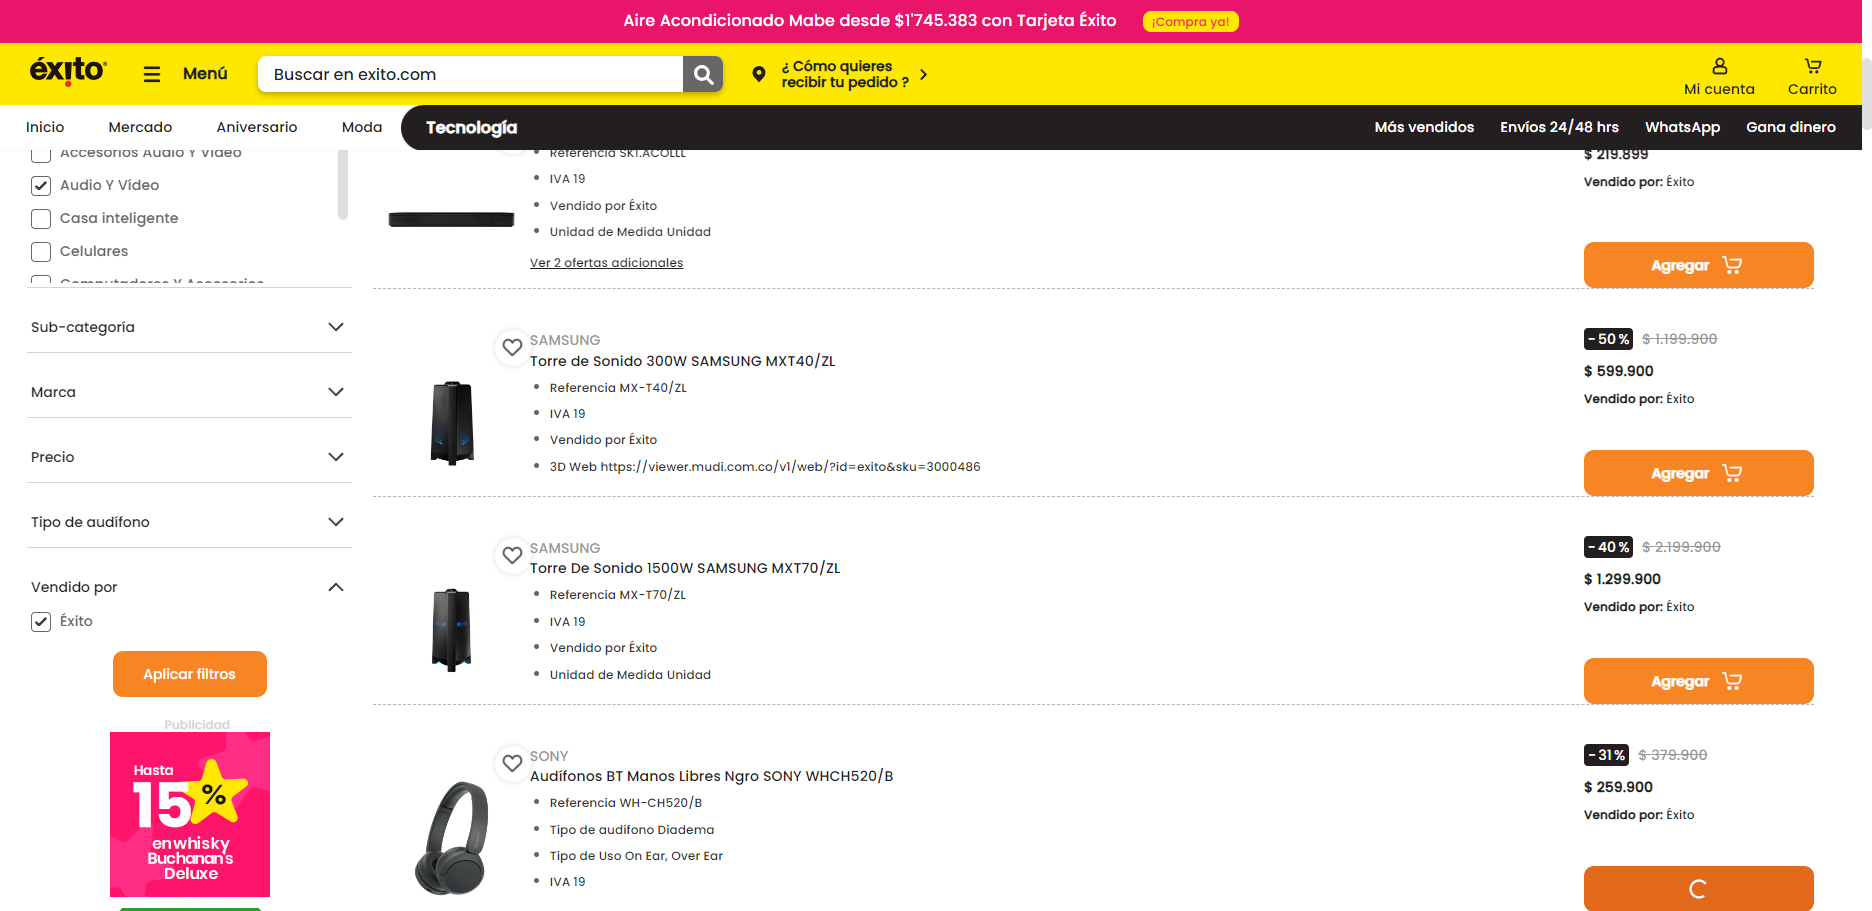 Aire Acondicionado Mabe desde $1'745.383 con Tarjeta Éxito ¡Compra ya!
éxito
Menú
Buscar en exito.com
¿ Cómo quieres
recibir tu pedido ?
Mi cuenta
Carrito
Inicio
Mercado
Aniversario
Moda
Tecnología
Más vendidos
Envíos 24/48 hrs
WhatsApp
Gana dinero
Accesorios Audio Y Video
Audio Y Vídeo
Casa inteligente
Celulares
Computadores Y Accesorios
Sub-categoría
Marca
Precio
Tipo de audífono
Vendido por
Éxito
Aplicar filtros
Publicidad
Hasta
15%
en whisky
Buchanan's
Deluxe
Referencia SK1.ACOLLL
IVA 19
Vendido por Éxito
Unidad de Medida Unidad
Ver 2 ofertas adicionales
$ 219.899
Vendido por: Éxito
Agregar
SAMSUNG
Torre de Sonido 300W SAMSUNG MXT40/ZL
Referencia MX-T40/ZL
IVA 19
Vendido por Éxito
3D Web https://viewer.mudi.com.co/v1/web/?id=exito&sku=3000486
-50% $ 1.199.900
$ 599.900
Vendido por: Éxito
Agregar
SAMSUNG
Torre De Sonido 1500W SAMSUNG MXT70/ZL
Referencia MX-T70/ZL
IVA 19
Vendido por Éxito
Unidad de Medida Unidad
-40% $ 2.199.900
$ 1.299.900
Vendido por: Éxito
Agregar
SONY
Audífonos BT Manos Libres Ngro SONY WHCH520/B
Referencia WH-CH520/B
Tipo de audífono Diadema
Tipo de Uso On Ear, Over Ear
IVA 19
-31% $ 379.900
$ 259.900
Vendido por: Éxito